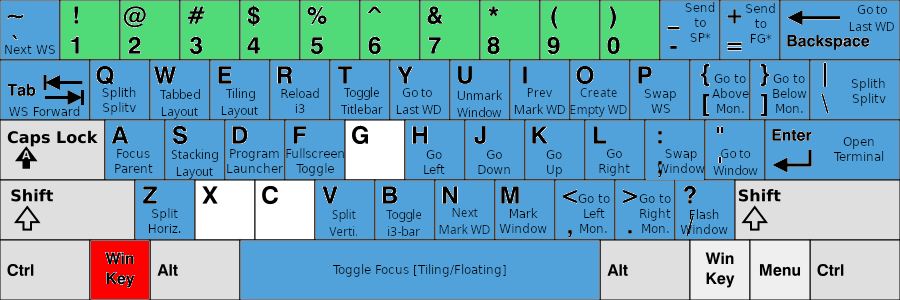 ~
` Next WS
!
1
@
2
#
3
$
4
%
5
^
6
&
7
*
8
(
9
)
0
_ Send to SP*
-
+ Send to FG*
=
Go to Last WD
Backspace
Tab
WS Forward
Q
Splith
Splitv
W
Tabbed
Layout
E
Tiling
Layout
R
Reload
i3
T
Toggle
Titlebar
Y
Go to
Last WD
U
Unmark
Window
I
Prev
Mark WD
O
Create
Empty WD
P
Swap
WS
{ Go to
[ Above
Mon.
} Go to
] Below
Mon.
|
\
Splith
Splitv
Caps Lock
A
A
Focus
Parent
S
Stacking
Layout
D
Program
Launcher
F
Fullscreen
Toggle
G
H
Go
Left
J
Go
Down
K
Go
Up
L
Go
Right
:
; Swap
Window
"
' Go to
Window
Enter
Open
Terminal
Shift
Z
Split
Horiz.
X
C
V
Split
Verti.
B
Toggle
i3-bar
N
Next
Mark WD
M
Mark
Window
< Go to
Left
, Mon.
> Go to
Right
. Mon.
?
/ Flash
Window
Shift
Ctrl
Win
Key
Alt
Toggle Focus [Tiling/Floating]
Alt
Win
Key
Menu
Ctrl